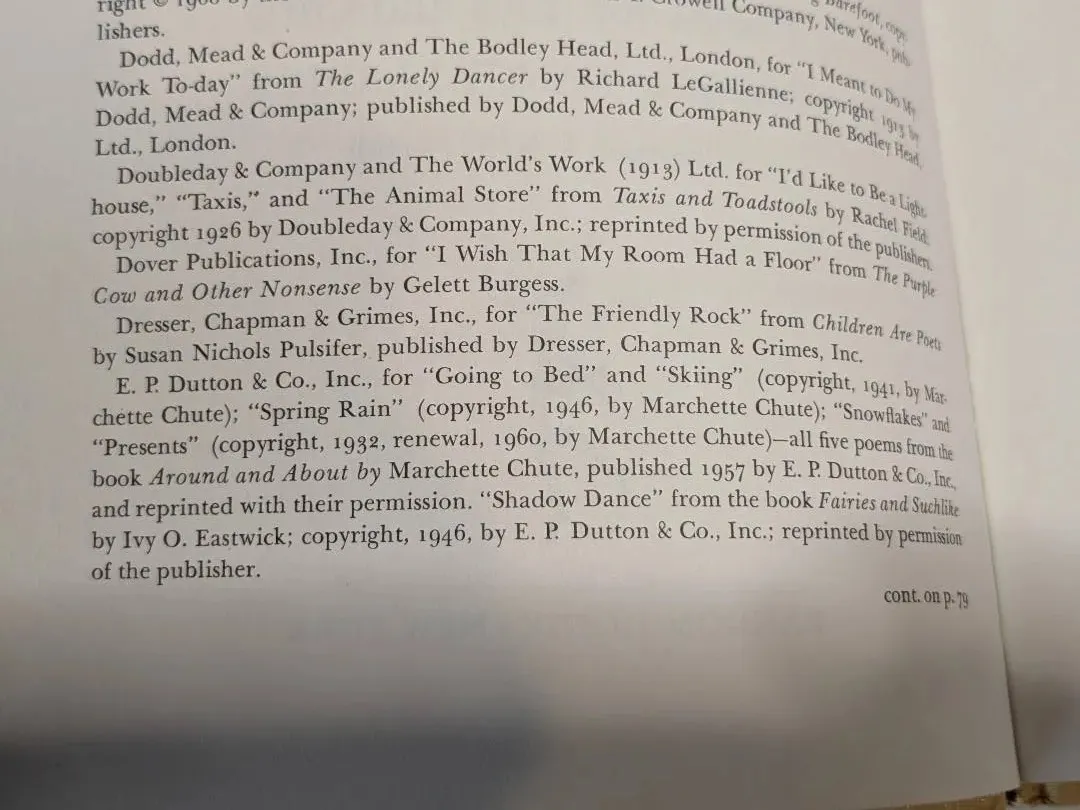 right © 1960 by
Crowell Company, New York, pub-
lishers.
Dodd, Mead & Company and The Bodley Head, Ltd., London, for “I Meant to Do My
Work To-day” from The Lonely Dancer by Richard LeGallienne; copyright 1913 by
Dodd, Mead & Company; published by Dodd, Mead & Company and The Bodley Head,
Ltd., London.
Doubleday & Company and The World’s Work (1913) Ltd. for “I’d Like to Be a Light-
house,” “Taxis,” and “The Animal Store” from Taxis and Toadstools by Rachel Field,
copyright 1926 by Doubleday & Company, Inc.; reprinted by permission of the publishers.
Dover Publications, Inc., for “I Wish That My Room Had a Floor” from The Purple
Cow and Other Nonsense by Gelett Burgess.
Dresser, Chapman & Grimes, Inc., for “The Friendly Rock” from Children Are Poets
by Susan Nichols Pulsifer, published by Dresser, Chapman & Grimes, Inc.
E. P. Dutton & Co., Inc., for “Going to Bed” and “Skiing” (copyright, 1941, by Mar-
chette Chute); “Spring Rain” (copyright, 1946, by Marchette Chute); “Snowflakes” and
“Presents” (copyright, 1932, renewal, 1960, by Marchette Chute)—all five poems from the
book Around and About by Marchette Chute, published 1957 by E. P. Dutton & Co., Inc.,
and reprinted with their permission. “Shadow Dance” from the book Fairies and Suchlike
by Ivy O. Eastwick; copyright, 1946, by E. P. Dutton & Co., Inc.; reprinted by permission
of the publisher.
cont. on p. 79